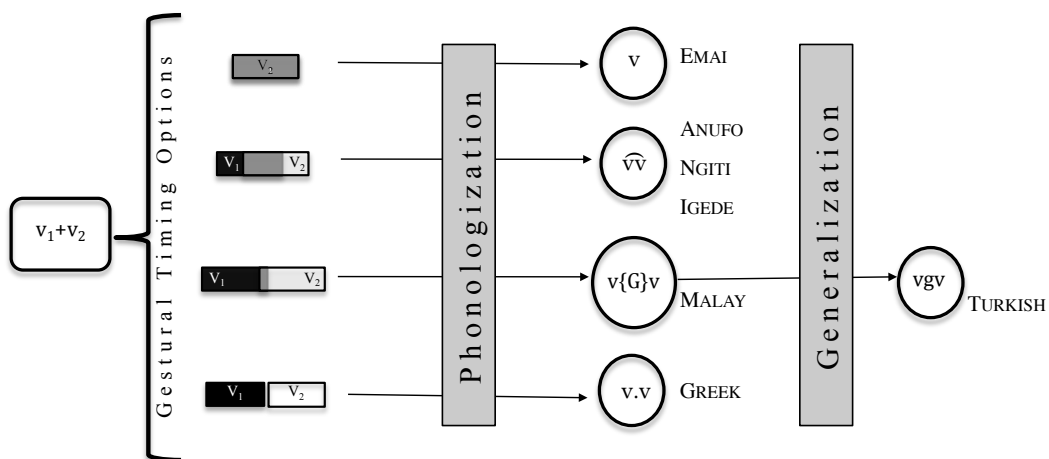 v₁+v₂
Gestural Timing Options
V₂
V₁ V₂
V₁ V₂
V₁ V₂
Phonologization
v
EMAI
v͡v
ANUFO
NGITI
IGEDE
v{G}v
MALAY
v.v
GREEK
Generalization
vgv
TURKISH